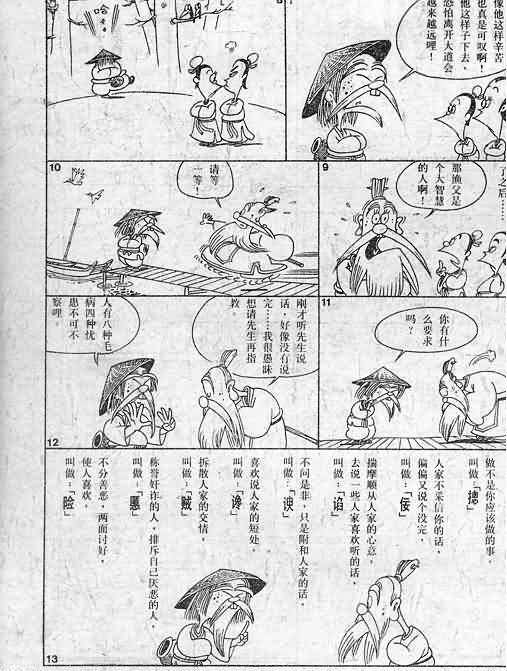 像他这样辛苦
也真是可叹啊！
他这样子下去，
恐怕离开大道会
越来越远哩！
哈
8
了之后……
那渔父是
个大智慧
的人啊！
9
请等
一等！
10
你有什
么要求
吗？
11
刚才听先生说
话，好像没有说
完……我很愚昧
想请先生再指
教。
人有八种毛
病四种忧
患不可不
察哩！
12
做不是你应该做的事，
叫做：「摠」
人家不采信你的话，
偏偏又说个没完，
叫做：「佞」
揣摩顺从人家的心意，
去说一些人家喜欢听的话，
叫做：「谄」
不问是非，只是附和人家的话，
叫做：「谀」
喜欢说人家的短处，
叫做：「谗」
拆散人家的交情，
叫做：「贼」
称誉奸诈的人，排斥自己厌恶的人，
叫做：「慝」
不分善恶，两面讨好，
使人喜欢，
叫做：「险」
13